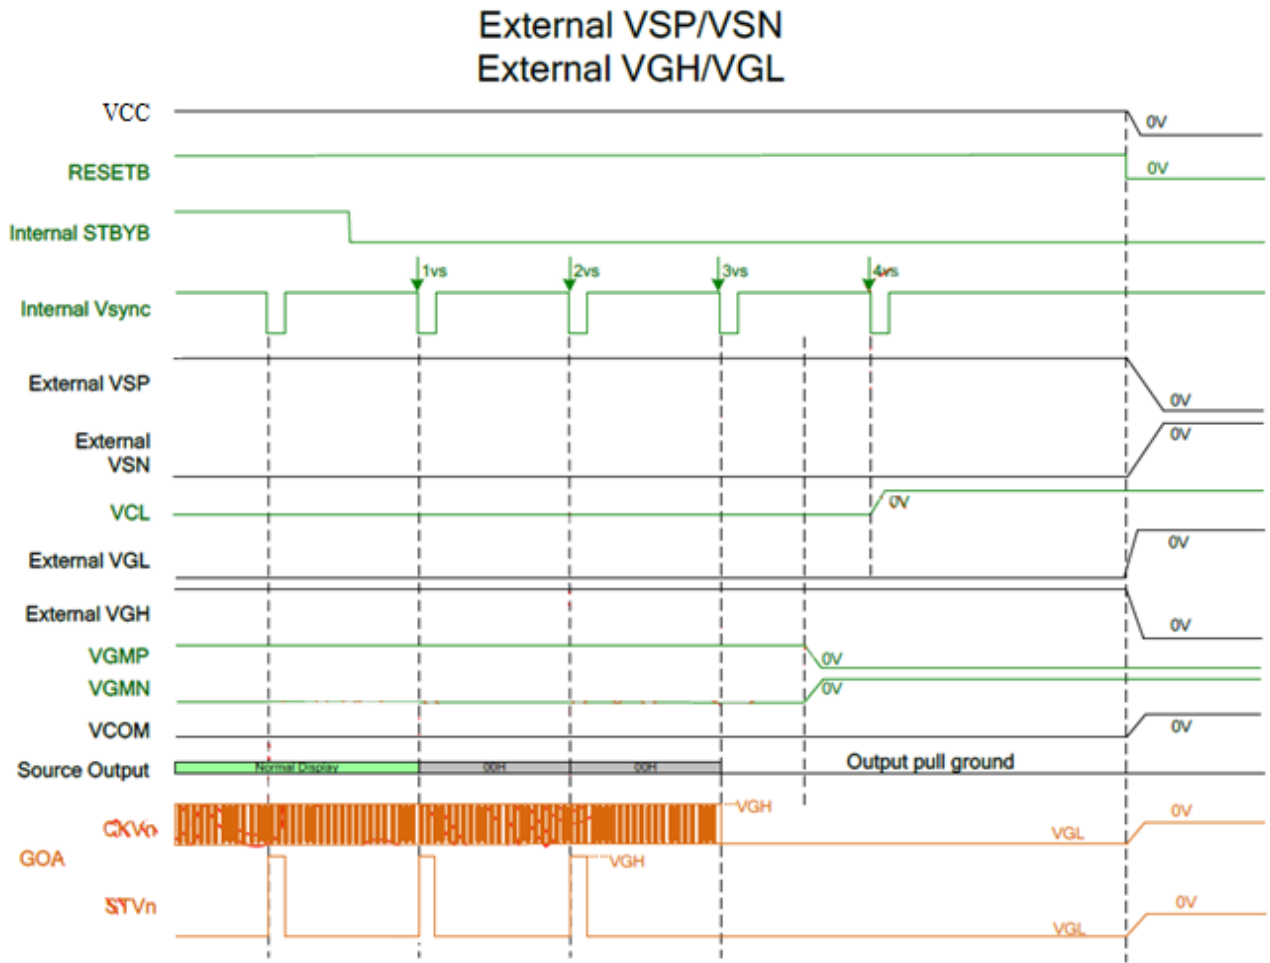 External VSP/VSN
External VGH/VGL
VCC
0V
RESETB
0V
Internal STBYB
1vs
2vs
3vs
4vs
Internal Vsync
External VSP
0V
External
VSN
0V
VCL
0V
External VGL
0V
External VGH
0V
VGMP
0V
VGMN
0V
VCOM
0V
Source Output
Normal Display
00H
00H
Output pull ground
CKVn
VGH
VGL
0V
GOA
VGH
STVn
VGL
0V